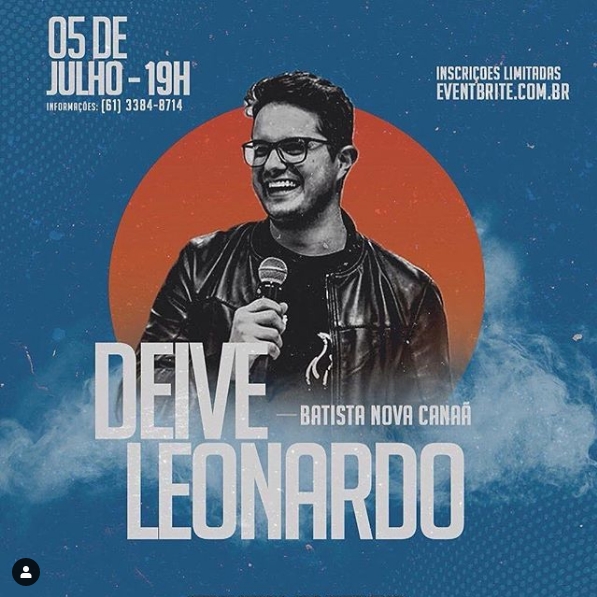 05 DE
JULHO - 19H
INFORMAÇÕES: (61) 3384-8714
INSCRIÇÕES LIMITADAS
EVENTBRITE.COM.BR
DEIVE
BATISTA NOVA CANAÃ
LEONARDO